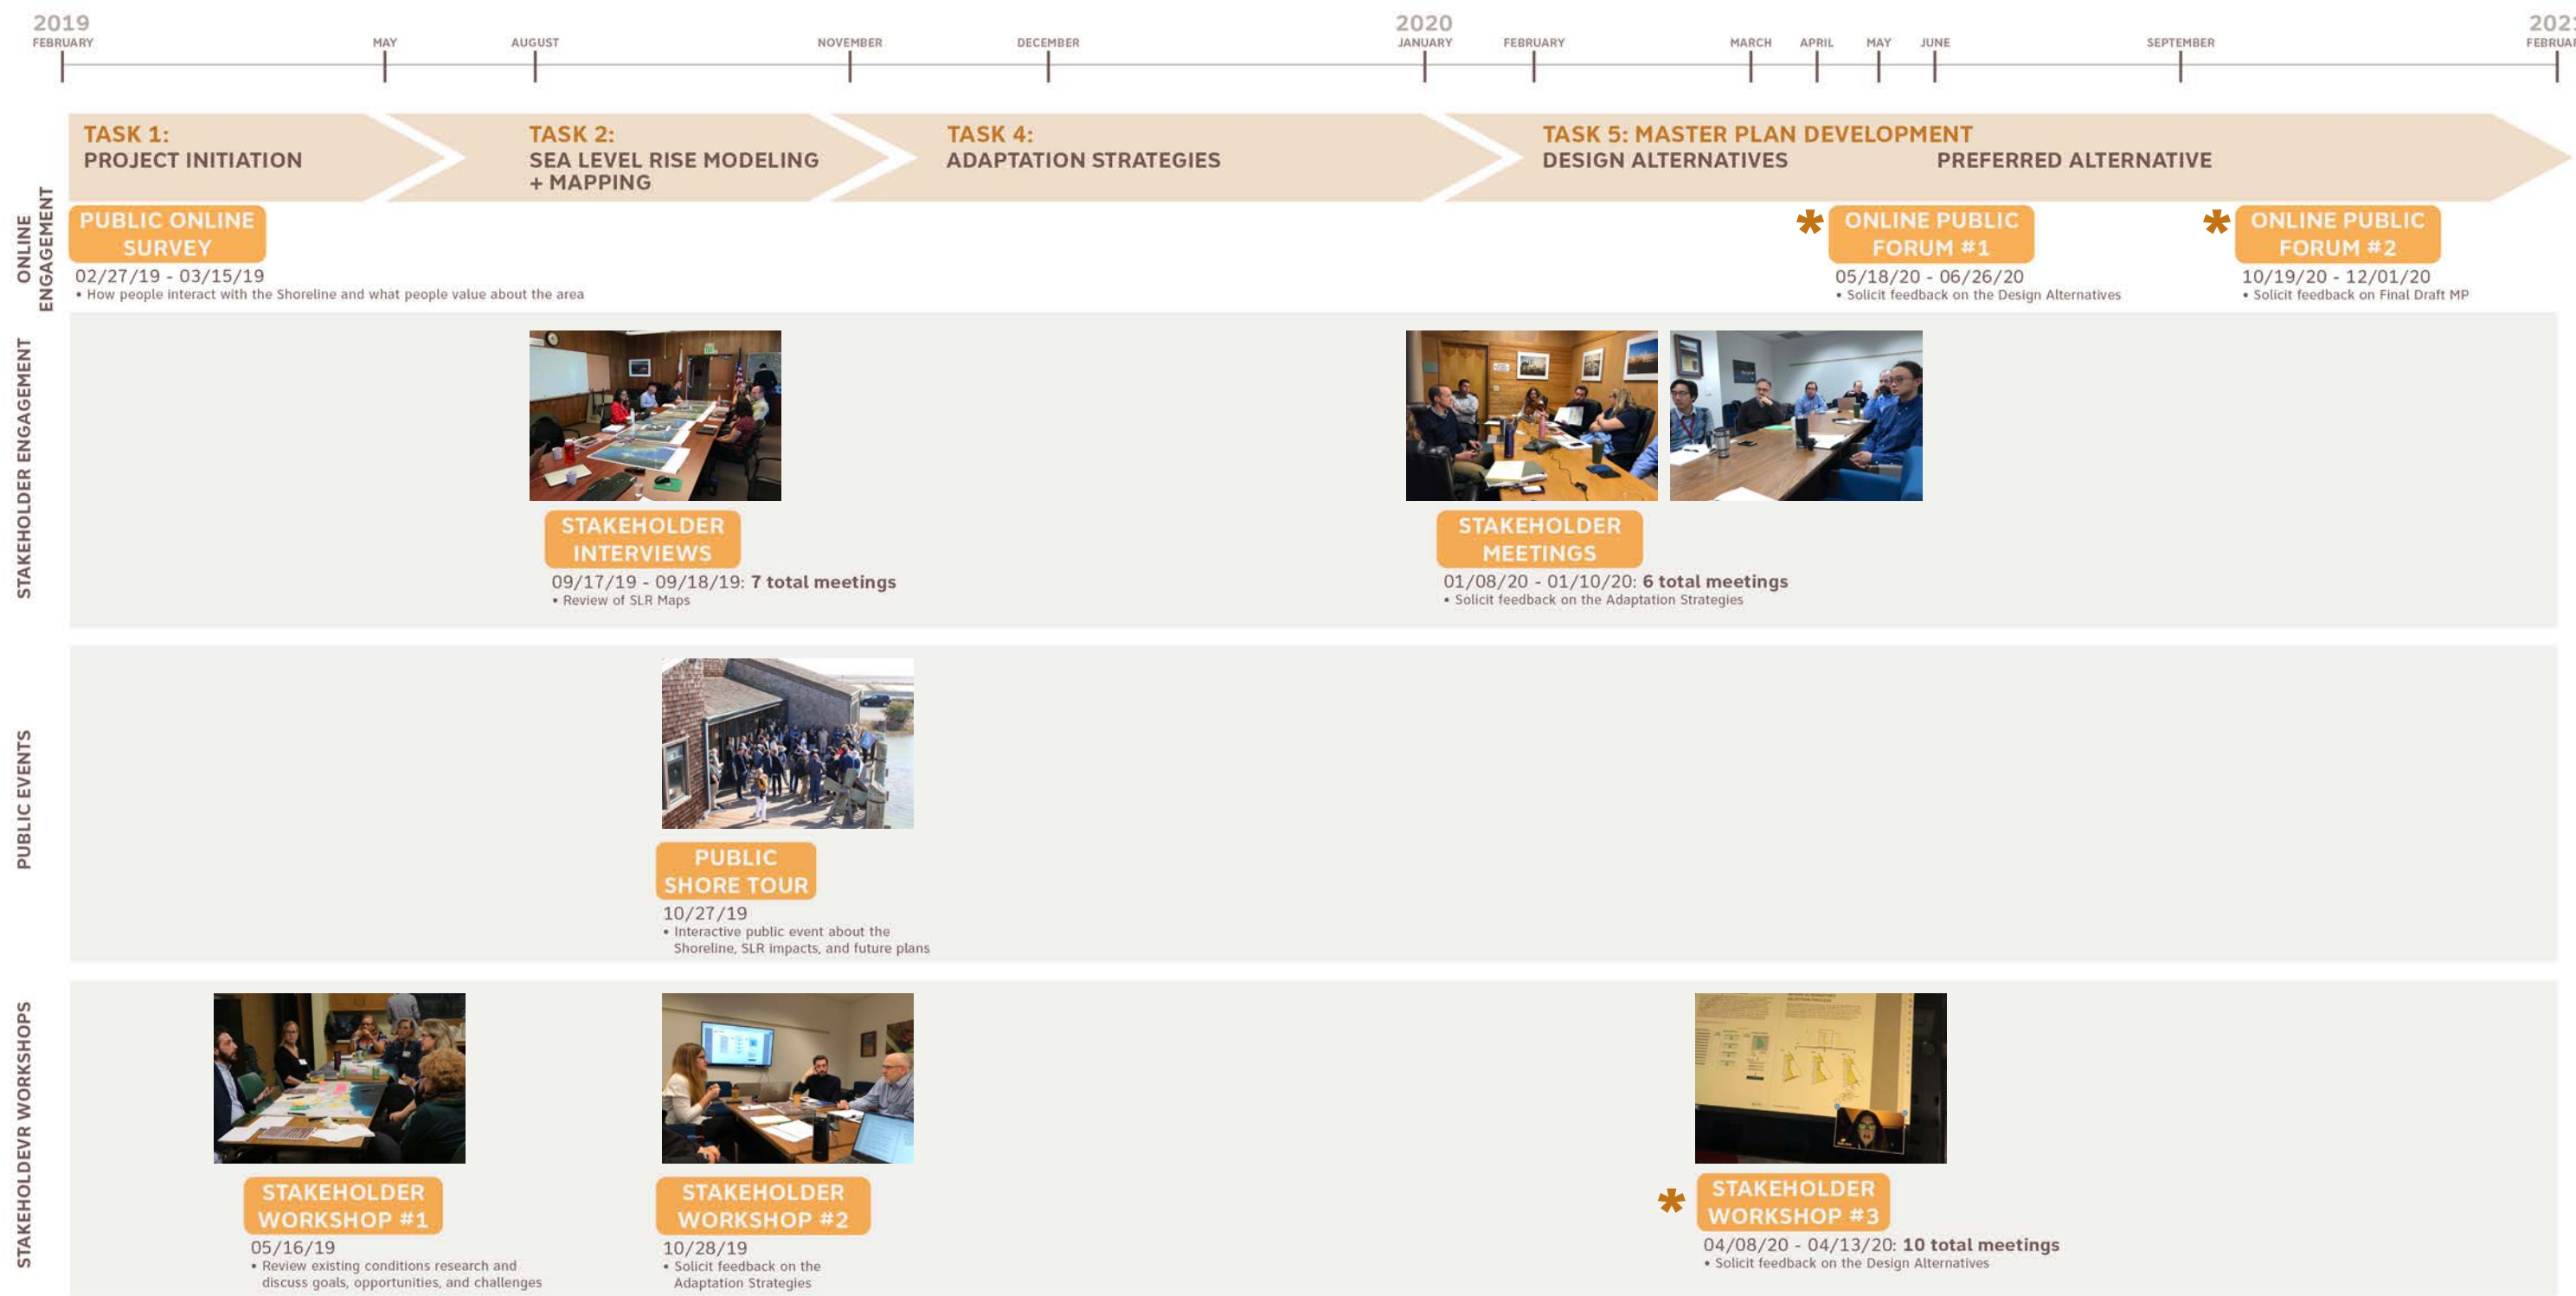 2019
FEBRUARY
MAY
AUGUST
NOVEMBER
DECEMBER
2020
JANUARY
FEBRUARY
MARCH
APRIL
MAY
JUNE
SEPTEMBER
TASK 1:
PROJECT INITIATION
TASK 2:
SEA LEVEL RISE MODELING
+ MAPPING
TASK 4:
ADAPTATION STRATEGIES
TASK 5: MASTER PLAN DEVELOPMENT
DESIGN ALTERNATIVES
PREFERRED ALTERNATIVE
ONLINE
ENGAGEMENT
PUBLIC ONLINE
SURVEY
02/27/19 - 03/15/19
• How people interact with the Shoreline and what people value about the area
* ONLINE PUBLIC
FORUM #1
05/18/20 - 06/26/20
• Solicit feedback on the Design Alternatives
* ONLINE PUBLIC
FORUM #2
10/19/20 - 12/01/20
• Solicit feedback on Final Draft MP
STAKEHOLDER ENGAGEMENT
STAKEHOLDER
INTERVIEWS
09/17/19 - 09/18/19: 7 total meetings
• Review of SLR Maps
STAKEHOLDER
MEETINGS
01/08/20 - 01/10/20: 6 total meetings
• Solicit feedback on the Adaptation Strategies
PUBLIC EVENTS
PUBLIC
SHORE TOUR
10/27/19
• Interactive public event about the
Shoreline, SLR impacts, and future plans
STAKEHOLDEVR WORKSHOPS
STAKEHOLDER
WORKSHOP #1
05/16/19
• Review existing conditions research and
discuss goals, opportunities, and challenges
STAKEHOLDER
WORKSHOP #2
10/28/19
• Solicit feedback on the
Adaptation Strategies
* STAKEHOLDER
WORKSHOP #3
04/08/20 - 04/13/20: 10 total meetings
• Solicit feedback on the Design Alternatives